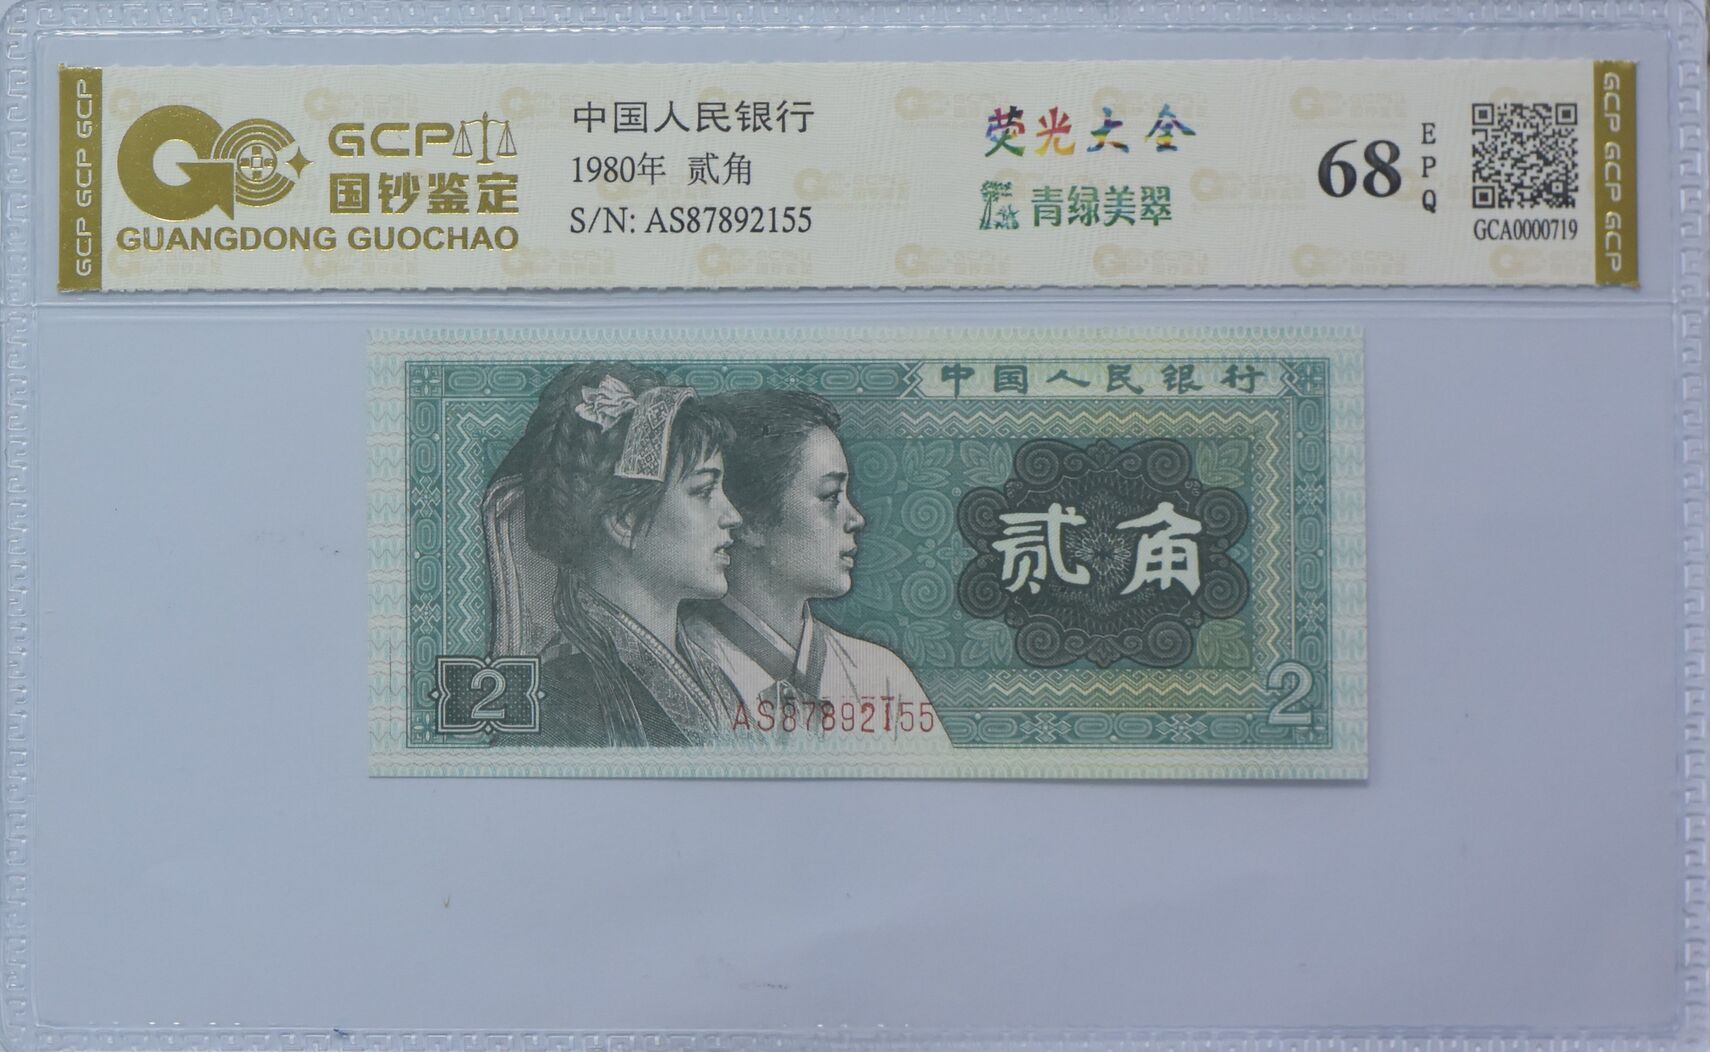 GCP GCP GCP
GCP
国钞鉴定
GUANGDONG GUOCHAO
中国人民银行
1980年 贰角
S/N: AS87892155
荧光大全
青绿美翠
68
EPQ
GCA0000719
GCP GCP GCP
中国人民银行
贰角
2
AS87892155
2